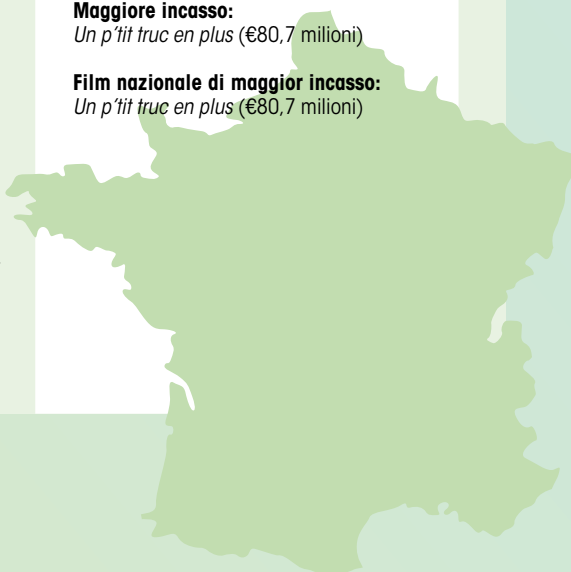 Maggiore incasso:
Un p'tit truc en plus (€80,7 milioni)
Film nazionale di maggior incasso:
Un p'tit truc en plus (€80,7 milioni)